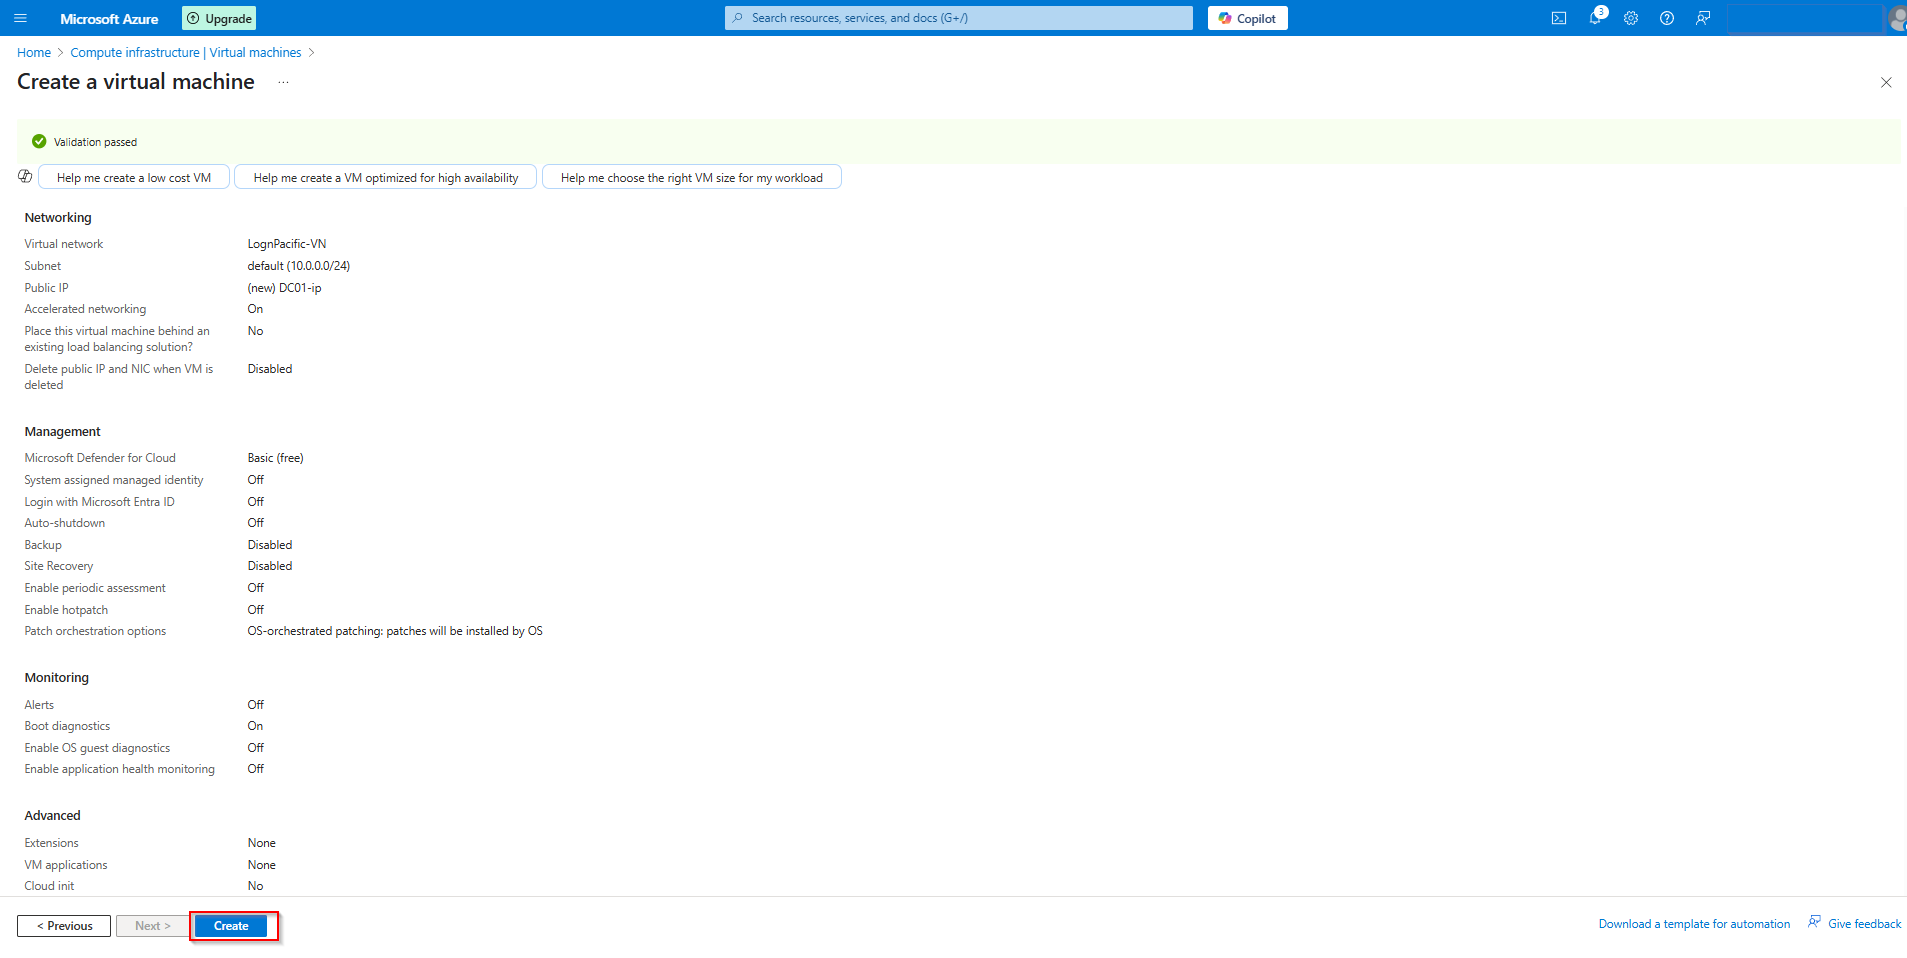 Microsoft Azure
Upgrade
Search resources, services, and docs (G+/)
Copilot
3
Home > Compute infrastructure | Virtual machines >
Create a virtual machine ...
Validation passed
Help me create a low cost VM
Help me create a VM optimized for high availability
Help me choose the right VM size for my workload
Networking
Virtual network LognPacific-VN
Subnet default (10.0.0.0/24)
Public IP (new) DC01-ip
Accelerated networking On
Place this virtual machine behind an No
existing load balancing solution?
Delete public IP and NIC when VM is Disabled
deleted
Management
Microsoft Defender for Cloud Basic (free)
System assigned managed identity Off
Login with Microsoft Entra ID Off
Auto-shutdown Off
Backup Disabled
Site Recovery Disabled
Enable periodic assessment Off
Enable hotpatch Off
Patch orchestration options OS-orchestrated patching: patches will be installed by OS
Monitoring
Alerts Off
Boot diagnostics On
Enable OS guest diagnostics Off
Enable application health monitoring Off
Advanced
Extensions None
VM applications None
Cloud init No
< Previous
Next >
Create
Download a template for automation
Give feedback